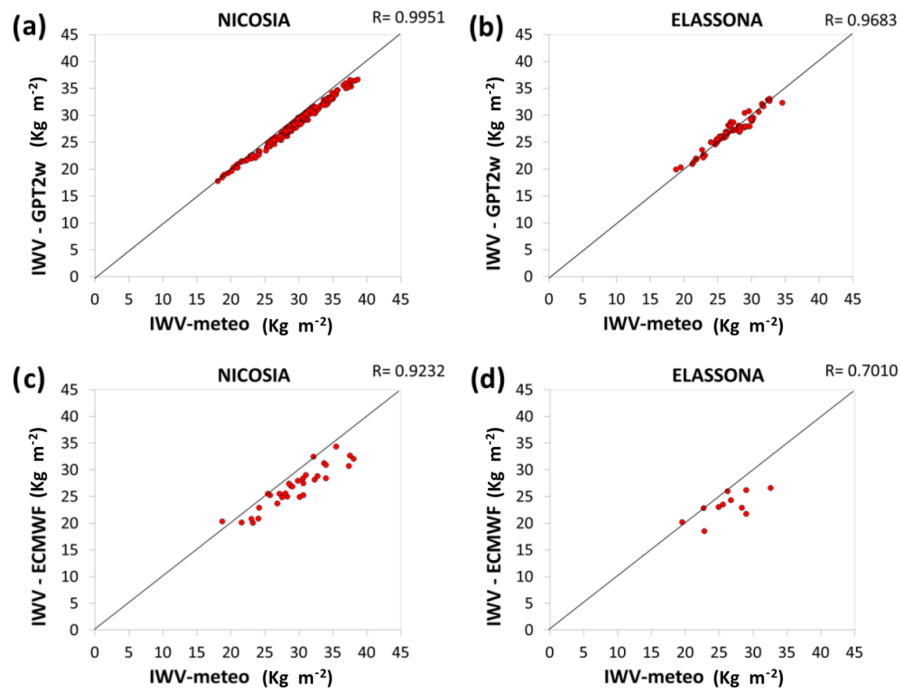 (a) NICOSIA R= 0.9951
IWV - GPT2w (Kg m-2)
45
40
35
30
25
20
15
10
5
0
0 5 10 15 20 25 30 35 40 45
IWV-meteo (Kg m-2)
(b) ELASSONA R= 0.9683
IWV - GPT2w (Kg m-2)
45
40
35
30
25
20
15
10
5
0
0 5 10 15 20 25 30 35 40 45
IWV-meteo (Kg m-2)
(c) NICOSIA R= 0.9232
IWV - ECMWF (Kg m-2)
45
40
35
30
25
20
15
10
5
0
0 5 10 15 20 25 30 35 40 45
IWV-meteo (Kg m-2)
(d) ELASSONA R= 0.7010
IWV - ECMWF (Kg m-2)
45
40
35
30
25
20
15
10
5
0
0 5 10 15 20 25 30 35 40 45
IWV-meteo (Kg m-2)